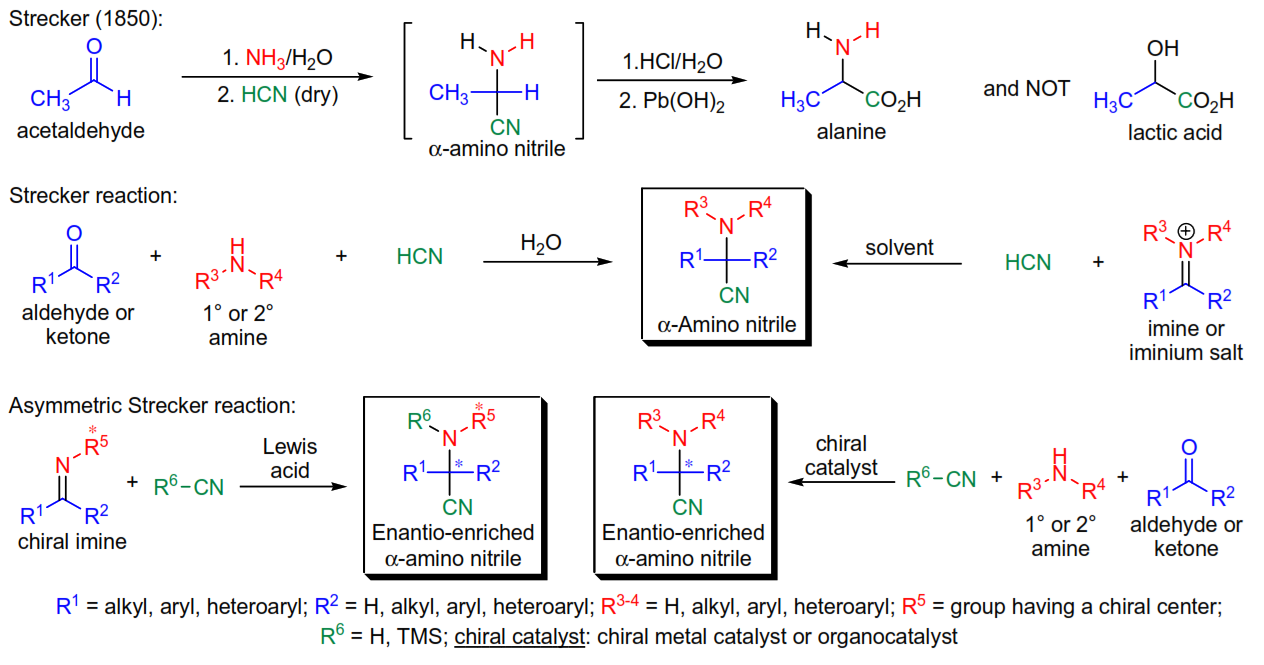 Strecker (1850):
O
CH₃ H
acetaldehyde
1. NH₃/H₂O
2. HCN (dry)
H H
N
CH₃ H
CN
α-amino nitrile
1.HCl/H₂O
2. Pb(OH)₂
H H
N
H₃C CO₂H
alanine
and NOT
OH
H₃C CO₂H
lactic acid
Strecker reaction:
O
R¹ R²
aldehyde or
ketone
+
H
N
R³ R⁴
1° or 2°
amine
+
HCN
H₂O
R³ R⁴
N
R¹ R²
CN
α-Amino nitrile
solvent
HCN
+
R³ ⊕ R⁴
N
R¹ R²
imine or
iminium salt
Asymmetric Strecker reaction:
*
R⁵
N
R¹ R²
chiral imine
+
R⁶–CN
Lewis
acid
R⁶ * R⁵
N
R¹ * R²
CN
Enantio-enriched
α-amino nitrile
R³ R⁴
N
R¹ * R²
CN
Enantio-enriched
α-amino nitrile
chiral
catalyst
R⁶–CN
+
H
N
R³ R⁴
1° or 2°
amine
+
O
R¹ R²
aldehyde or
ketone
R¹ = alkyl, aryl, heteroaryl; R² = H, alkyl, aryl, heteroaryl; R³⁻⁴ = H, alkyl, aryl, heteroaryl; R⁵ = group having a chiral center;
R⁶ = H, TMS; chiral catalyst: chiral metal catalyst or organocatalyst